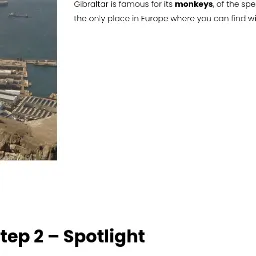 Gibraltar is famous for its monkeys, of the spe
the only place in Europe where you can find wi
tep 2 – Spotlight